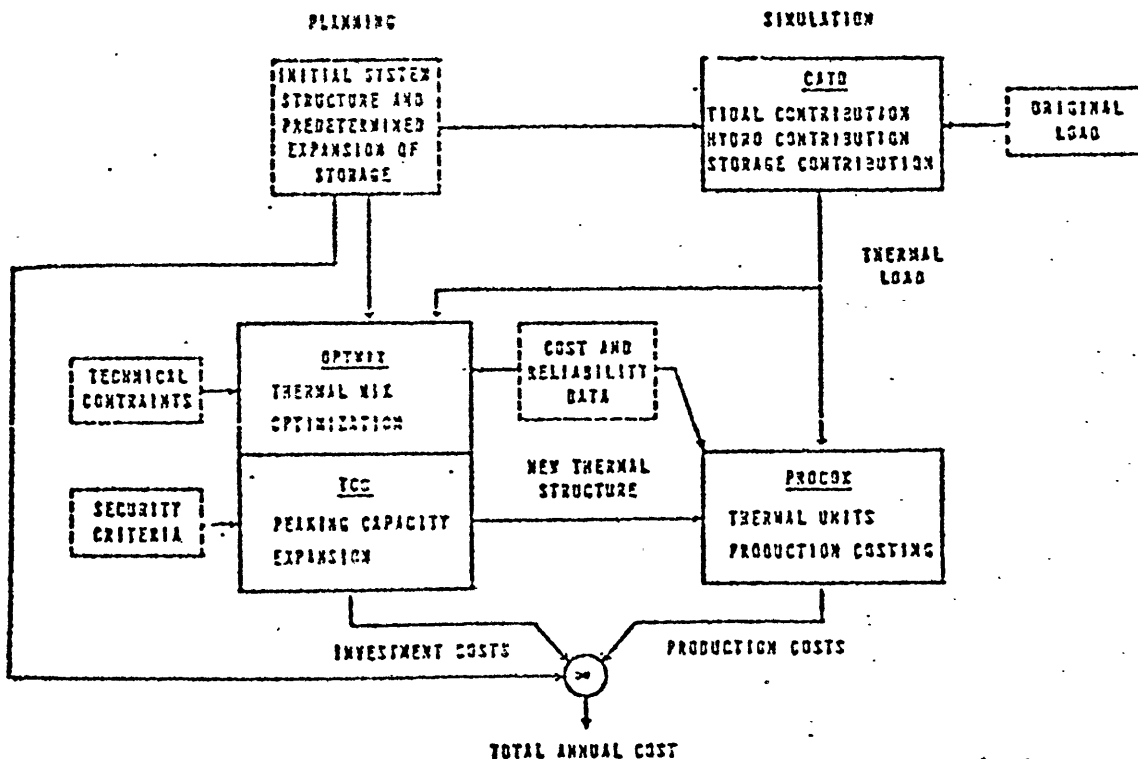 PLANNING
SIMULATION
INITIAL SYSTEM
STRUCTURE AND
PREDETERMINED
EXPANSION OF
STORAGE
TIDAL CONTRIBUTION
HYDRO CONTRIBUTION
STORAGE CONTRIBUTION
ORIGINAL
LOAD
THERMAL
LOAD
TECHNICAL
CONTRAINTS
OPTMIX
THERMAL MIX
OPTIMIZATION
COST AND
RELIABILITY
DATA
SECURITY
CRITERIA
PEAKING CAPACITY
EXPANSION
NEW THERMAL
STRUCTURE
THERMAL UNITS
PRODUCTION COSTING
INVESTMENT COSTS
PRODUCTION COSTS
TOTAL ANNUAL COST